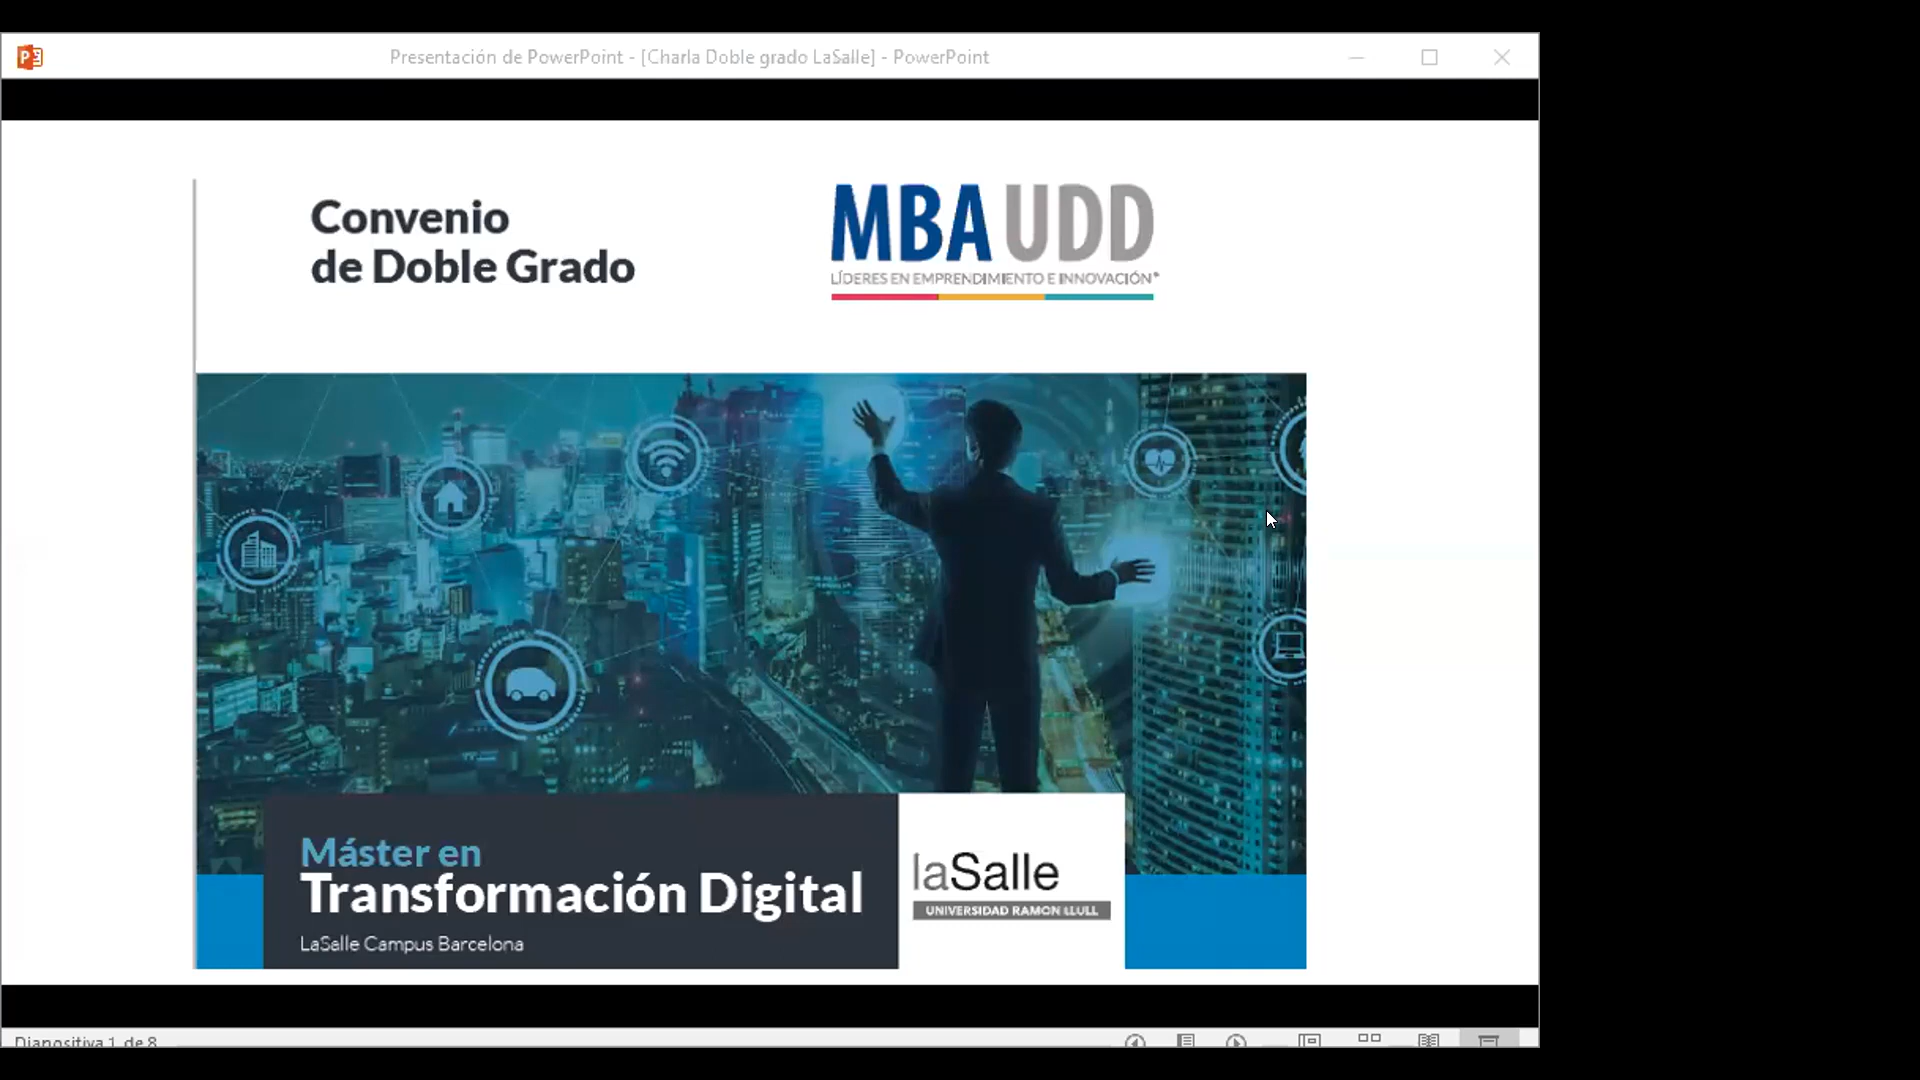 Presentación de PowerPoint - [Charla Doble grado LaSalle] - PowerPoint
Convenio
de Doble Grado
MBA UDD
LÍDERES EN EMPRENDIMIENTO E INNOVACIÓN®
Máster en
Transformación Digital
LaSalle Campus Barcelona
laSalle
UNIVERSIDAD RAMON LLULL
Diapositiva 1 de 8